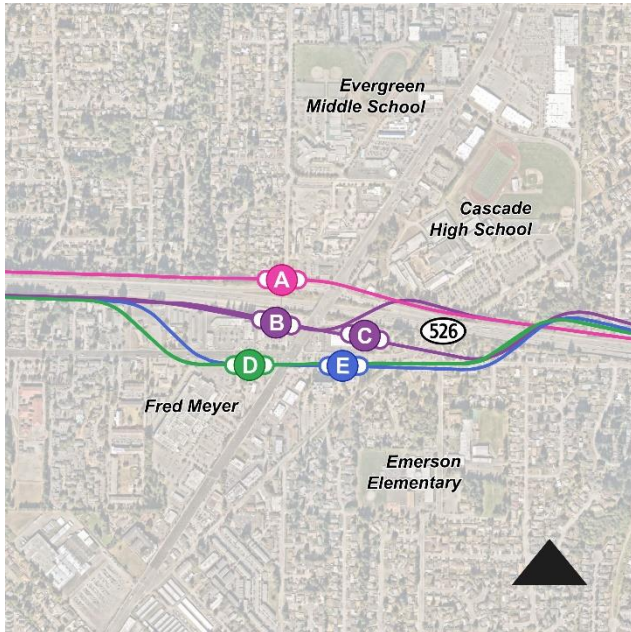 Evergreen
Middle School
Cascade
High School
A
B
C
526
D
E
Fred Meyer
Emerson
Elementary